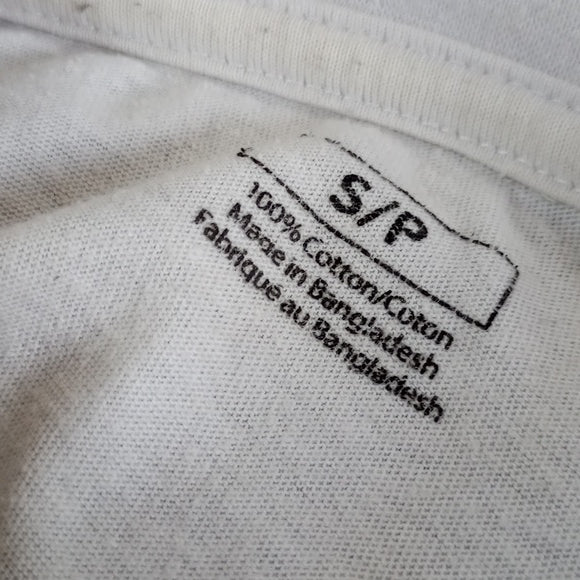 S/P
100% Cotton/Coton
Made in Bangladesh
Fabriqué au Bangladesh